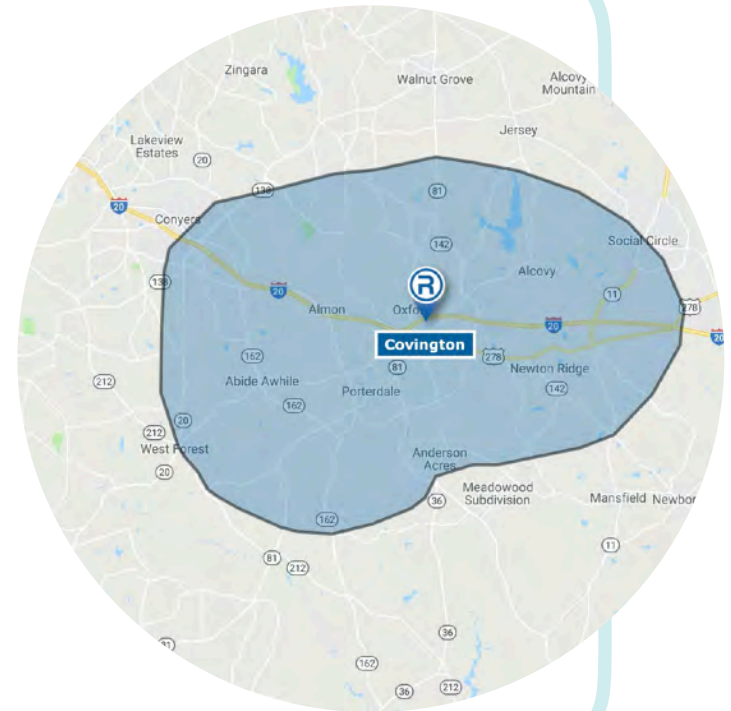 Zingara
Walnut Grove
Alcovy
Mountain
Jersey
Lakeview
Estates
20
138
81
20
Conyers
142
Social Circle
Alcovy
138
R
20
11
278
Almon
Oxfo
20
20
Covington
162
81
278
Newton Ridge
212
Abide Awhile
Porterdale
142
162
20
212
West Forest
Anderson
Acres
20
Meadowood
Subdivision
36
Mansfield
Newbor
162
11
81
212
36
162
36
212